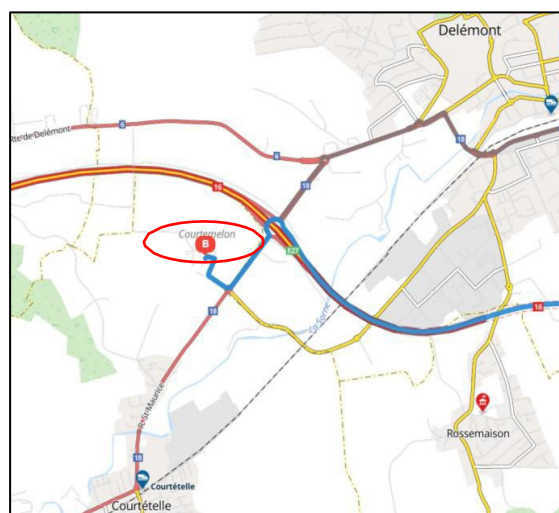 Delémont
Rte de Delémont
6
6
18
18
16
Courtemelon
B
E27
La Sorne
18
16
R. St-Maurice
Rossemaison
18
Courtételle
Courtételle